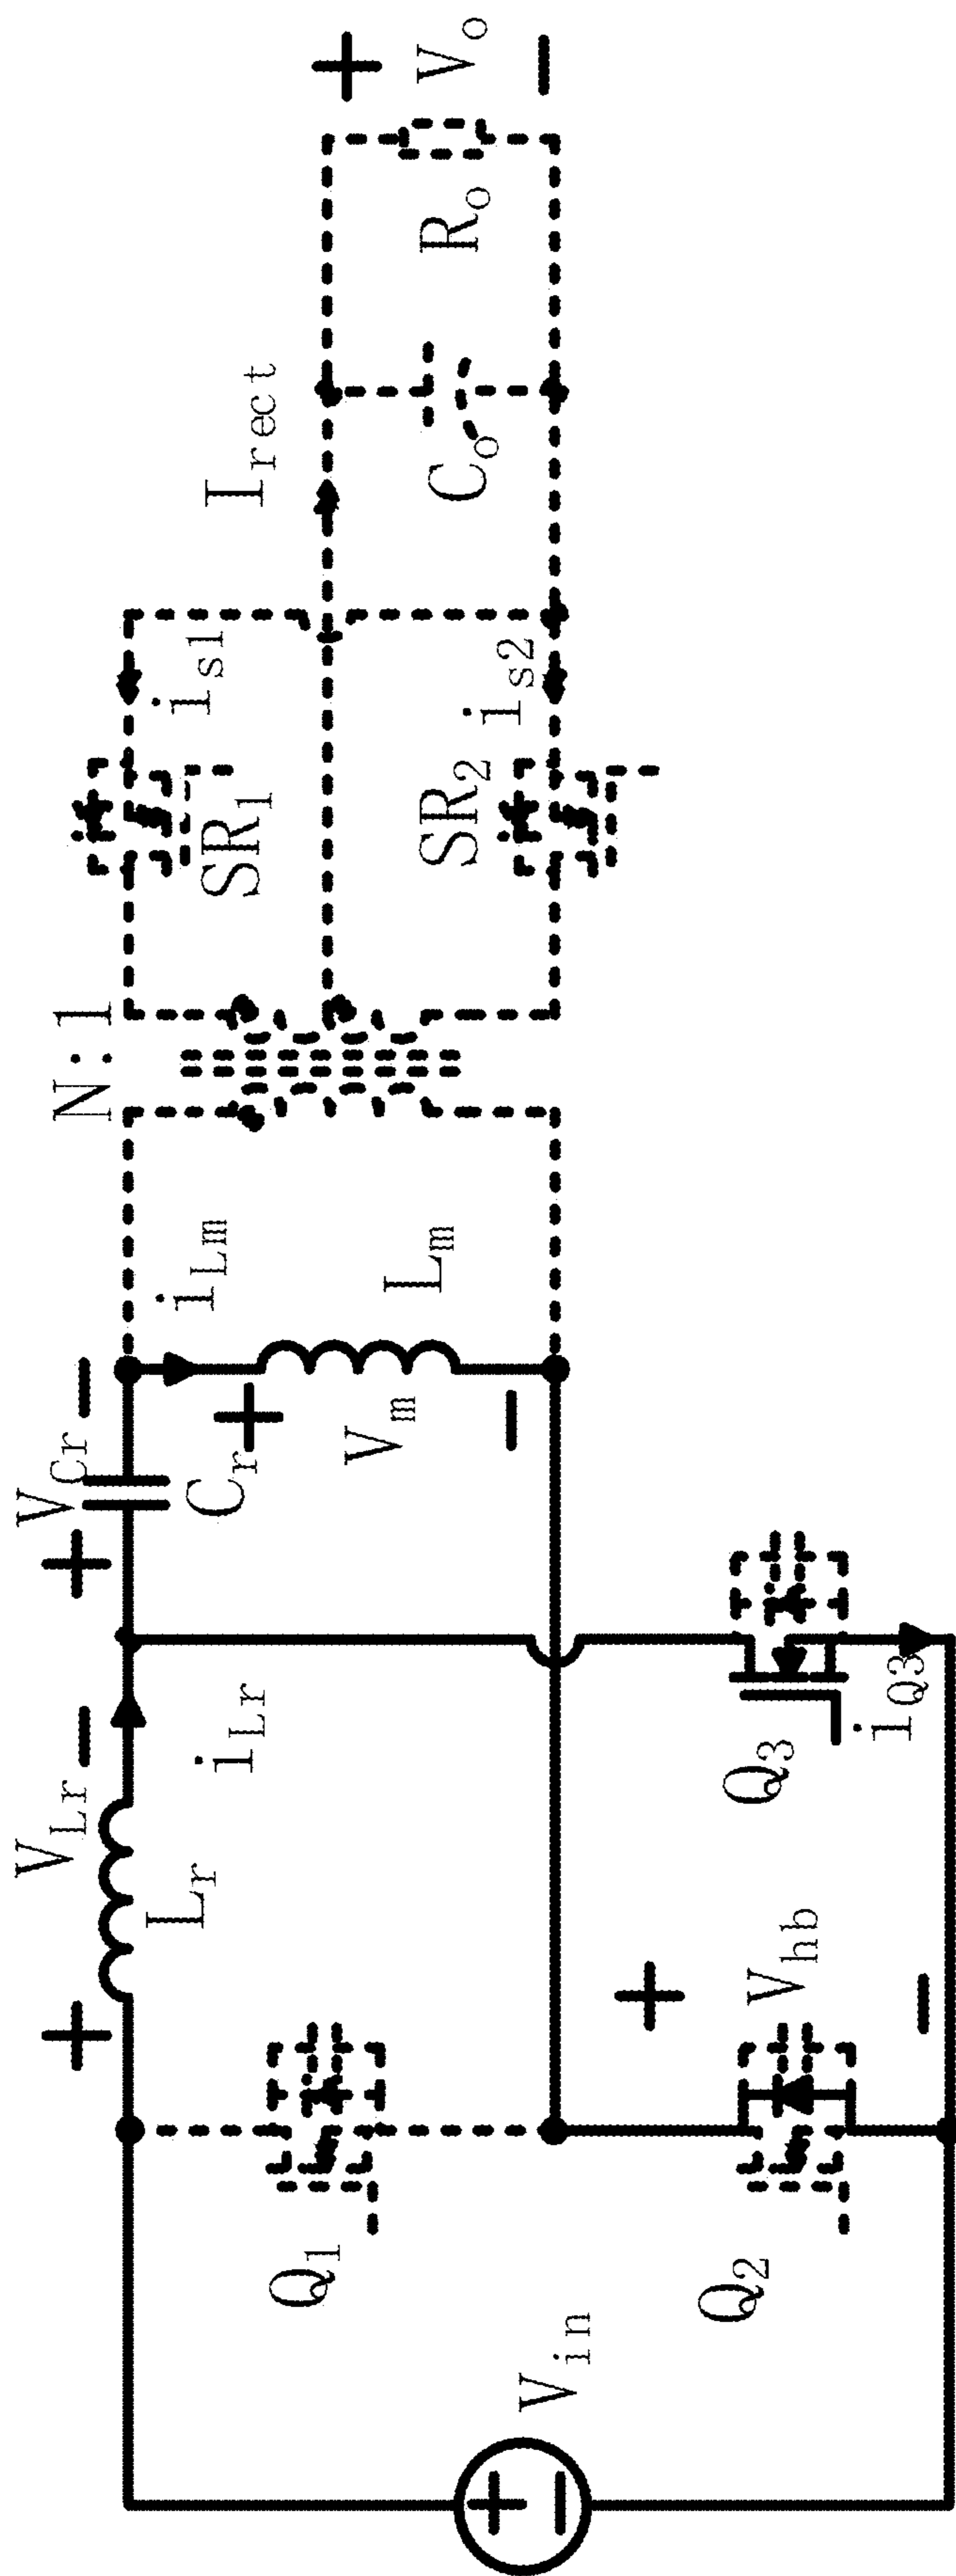 V_in
Q_1
Q_2
+
V_hb
−
+
V_Lr
−
L_r
i_Lr
Q_3
i_Q3
+
V_Cr
−
C_r
+
V_m
−
i_Lm
L_m
N:1
SR_1
i_s1
SR_2
i_s2
I_rect
C_o
R_o
+
V_o
−